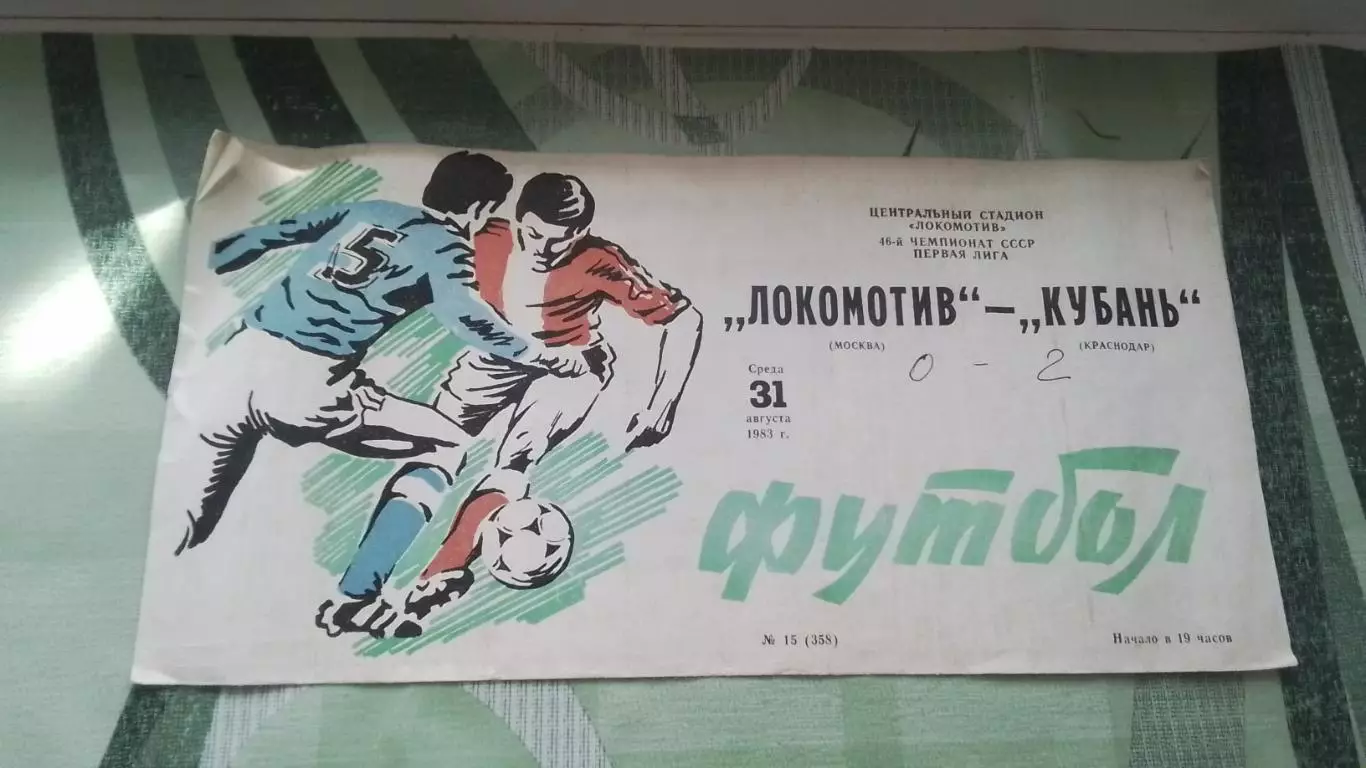 ЦЕНТРАЛЬНЫЙ СТАДИОН
«ЛОКОМОТИВ»
46-й ЧЕМПИОНАТ СССР
ПЕРВАЯ ЛИГА
„ЛОКОМОТИВ“ — „КУБАНЬ“
(МОСКВА) (КРАСНОДАР)
0 - 2
Среда
31
августа
1983 г.
5
футбол
№ 15 (358) Начало в 19 часов